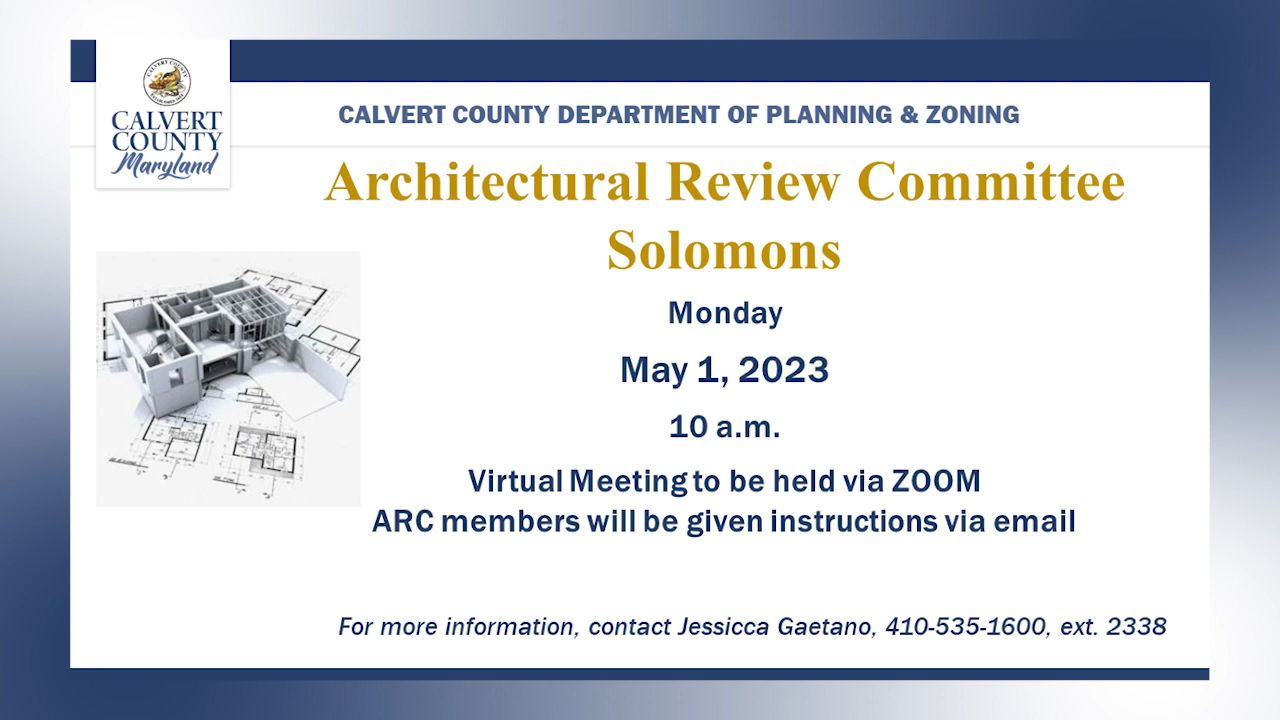 CALVERT COUNTY
CALVERT
COUNTY
Maryland
CALVERT COUNTY DEPARTMENT OF PLANNING & ZONING
Architectural Review Committee
Solomons
Monday
May 1, 2023
10 a.m.
Virtual Meeting to be held via ZOOM
ARC members will be given instructions via email
For more information, contact Jessicca Gaetano, 410-535-1600, ext. 2338